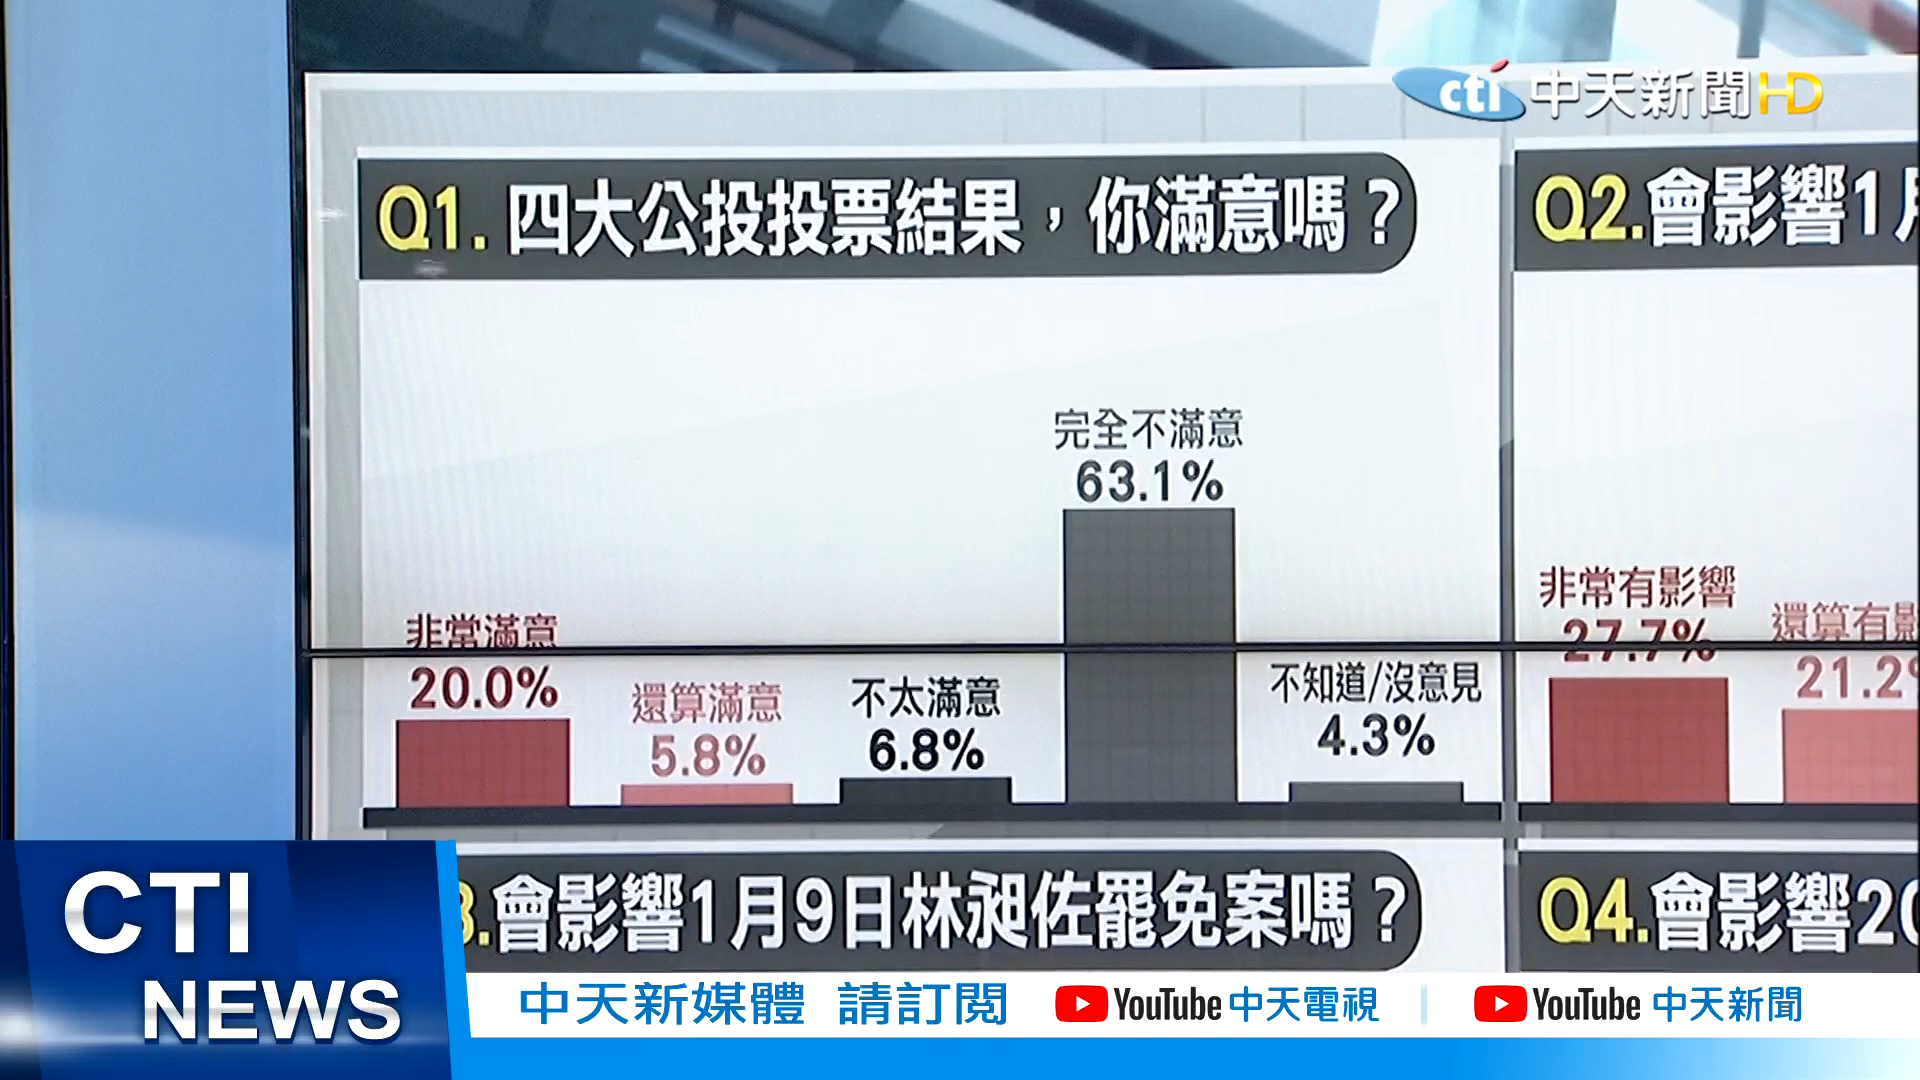 cti 中天新聞HD
Q1. 四大公投投票結果，你滿意嗎？
非常滿意
20.0%
還算滿意
5.8%
不太滿意
6.8%
完全不滿意
63.1%
不知道/沒意見
4.3%
Q2.會影響1月
非常有影響
27.7%
還算有影
21.2%
3.會影響1月9日林昶佐罷免案嗎？
Q4.會影響20
CTI
NEWS
中天新媒體 請訂閱 YouTube 中天電視 | YouTube 中天新聞